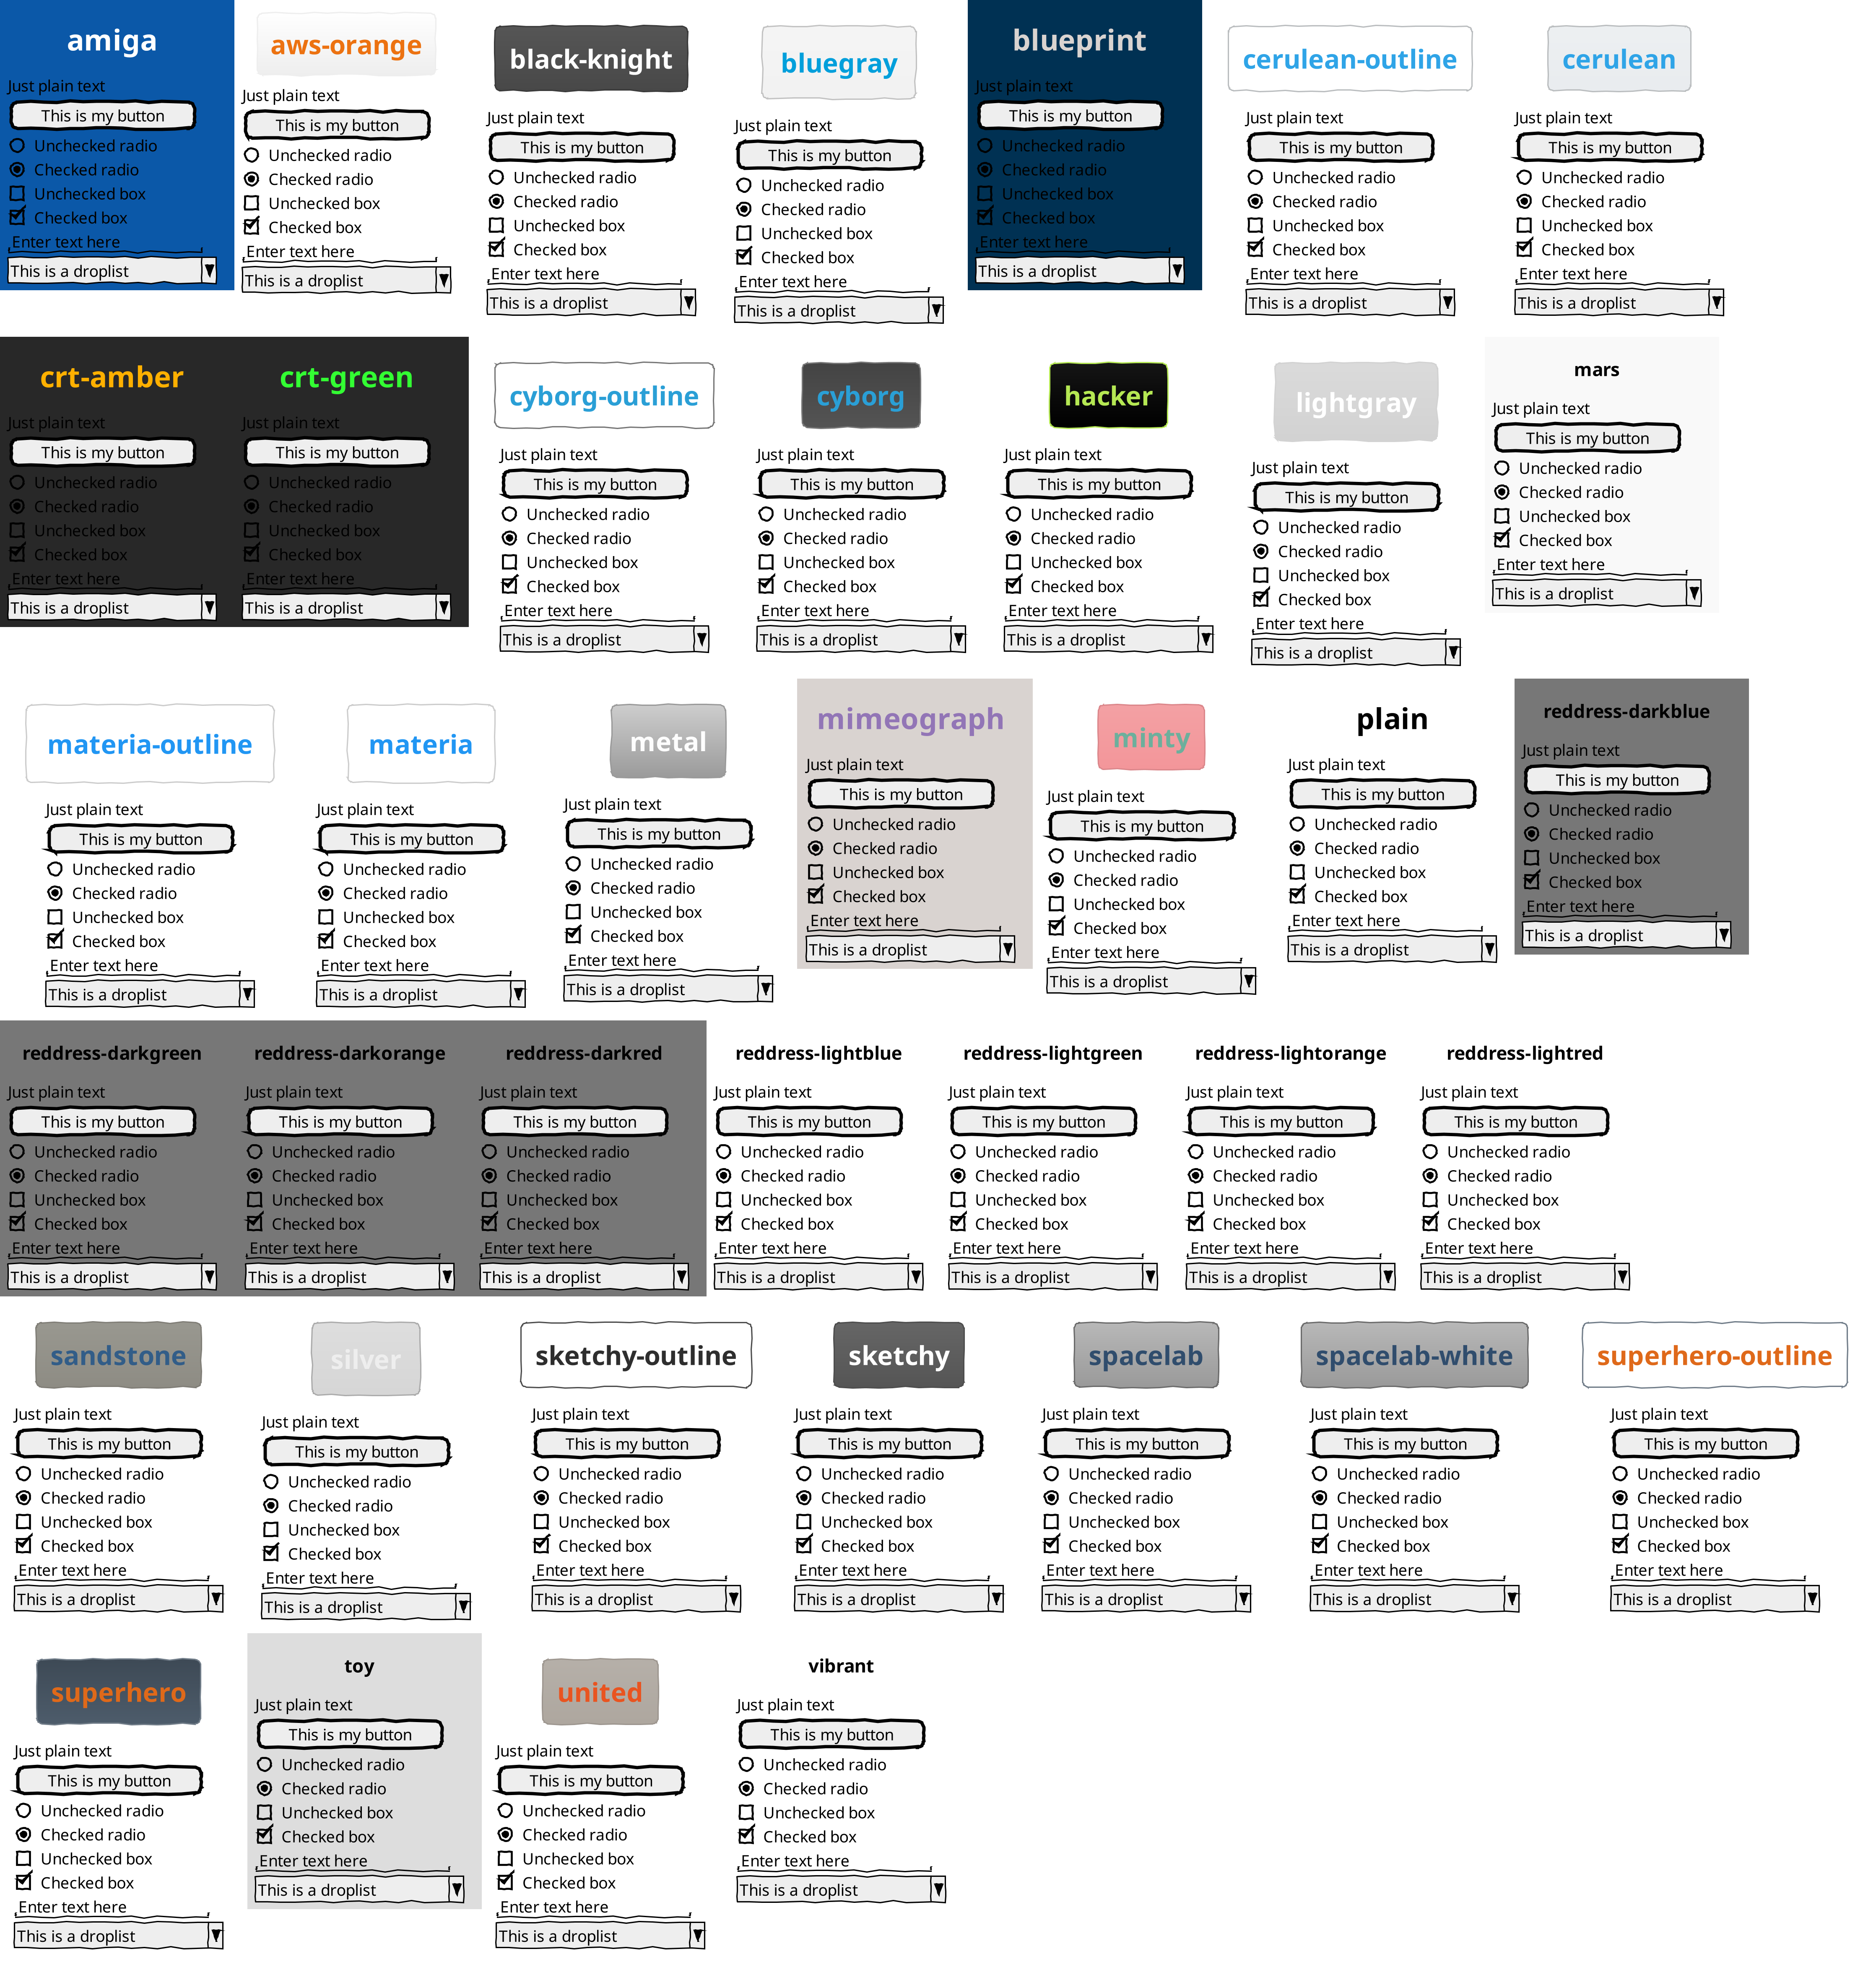 amiga
Just plain text
This is my button
Unchecked radio
Checked radio
Unchecked box
Checked box
Enter text here
This is a droplist
aws-orange
Just plain text
This is my button
Unchecked radio
Checked radio
Unchecked box
Checked box
Enter text here
This is a droplist
black-knight
Just plain text
This is my button
Unchecked radio
Checked radio
Unchecked box
Checked box
Enter text here
This is a droplist
bluegray
Just plain text
This is my button
Unchecked radio
Checked radio
Unchecked box
Checked box
Enter text here
This is a droplist
blueprint
Just plain text
This is my button
Unchecked radio
Checked radio
Unchecked box
Checked box
Enter text here
This is a droplist
cerulean-outline
Just plain text
This is my button
Unchecked radio
Checked radio
Unchecked box
Checked box
Enter text here
This is a droplist
cerulean
Just plain text
This is my button
Unchecked radio
Checked radio
Unchecked box
Checked box
Enter text here
This is a droplist
crt-amber
Just plain text
This is my button
Unchecked radio
Checked radio
Unchecked box
Checked box
Enter text here
This is a droplist
crt-green
Just plain text
This is my button
Unchecked radio
Checked radio
Unchecked box
Checked box
Enter text here
This is a droplist
cyborg-outline
Just plain text
This is my button
Unchecked radio
Checked radio
Unchecked box
Checked box
Enter text here
This is a droplist
cyborg
Just plain text
This is my button
Unchecked radio
Checked radio
Unchecked box
Checked box
Enter text here
This is a droplist
hacker
Just plain text
This is my button
Unchecked radio
Checked radio
Unchecked box
Checked box
Enter text here
This is a droplist
lightgray
Just plain text
This is my button
Unchecked radio
Checked radio
Unchecked box
Checked box
Enter text here
This is a droplist
mars
Just plain text
This is my button
Unchecked radio
Checked radio
Unchecked box
Checked box
Enter text here
This is a droplist
materia-outline
Just plain text
This is my button
Unchecked radio
Checked radio
Unchecked box
Checked box
Enter text here
This is a droplist
materia
Just plain text
This is my button
Unchecked radio
Checked radio
Unchecked box
Checked box
Enter text here
This is a droplist
metal
Just plain text
This is my button
Unchecked radio
Checked radio
Unchecked box
Checked box
Enter text here
This is a droplist
mimeograph
Just plain text
This is my button
Unchecked radio
Checked radio
Unchecked box
Checked box
Enter text here
This is a droplist
minty
Just plain text
This is my button
Unchecked radio
Checked radio
Unchecked box
Checked box
Enter text here
This is a droplist
plain
Just plain text
This is my button
Unchecked radio
Checked radio
Unchecked box
Checked box
Enter text here
This is a droplist
reddress-darkblue
Just plain text
This is my button
Unchecked radio
Checked radio
Unchecked box
Checked box
Enter text here
This is a droplist
reddress-darkgreen
Just plain text
This is my button
Unchecked radio
Checked radio
Unchecked box
Checked box
Enter text here
This is a droplist
reddress-darkorange
Just plain text
This is my button
Unchecked radio
Checked radio
Unchecked box
Checked box
Enter text here
This is a droplist
reddress-darkred
Just plain text
This is my button
Unchecked radio
Checked radio
Unchecked box
Checked box
Enter text here
This is a droplist
reddress-lightblue
Just plain text
This is my button
Unchecked radio
Checked radio
Unchecked box
Checked box
Enter text here
This is a droplist
reddress-lightgreen
Just plain text
This is my button
Unchecked radio
Checked radio
Unchecked box
Checked box
Enter text here
This is a droplist
reddress-lightorange
Just plain text
This is my button
Unchecked radio
Checked radio
Unchecked box
Checked box
Enter text here
This is a droplist
reddress-lightred
Just plain text
This is my button
Unchecked radio
Checked radio
Unchecked box
Checked box
Enter text here
This is a droplist
sandstone
Just plain text
This is my button
Unchecked radio
Checked radio
Unchecked box
Checked box
Enter text here
This is a droplist
silver
Just plain text
This is my button
Unchecked radio
Checked radio
Unchecked box
Checked box
Enter text here
This is a droplist
sketchy-outline
Just plain text
This is my button
Unchecked radio
Checked radio
Unchecked box
Checked box
Enter text here
This is a droplist
sketchy
Just plain text
This is my button
Unchecked radio
Checked radio
Unchecked box
Checked box
Enter text here
This is a droplist
spacelab
Just plain text
This is my button
Unchecked radio
Checked radio
Unchecked box
Checked box
Enter text here
This is a droplist
spacelab-white
Just plain text
This is my button
Unchecked radio
Checked radio
Unchecked box
Checked box
Enter text here
This is a droplist
superhero-outline
Just plain text
This is my button
Unchecked radio
Checked radio
Unchecked box
Checked box
Enter text here
This is a droplist
superhero
Just plain text
This is my button
Unchecked radio
Checked radio
Unchecked box
Checked box
Enter text here
This is a droplist
toy
Just plain text
This is my button
Unchecked radio
Checked radio
Unchecked box
Checked box
Enter text here
This is a droplist
united
Just plain text
This is my button
Unchecked radio
Checked radio
Unchecked box
Checked box
Enter text here
This is a droplist
vibrant
Just plain text
This is my button
Unchecked radio
Checked radio
Unchecked box
Checked box
Enter text here
This is a droplist